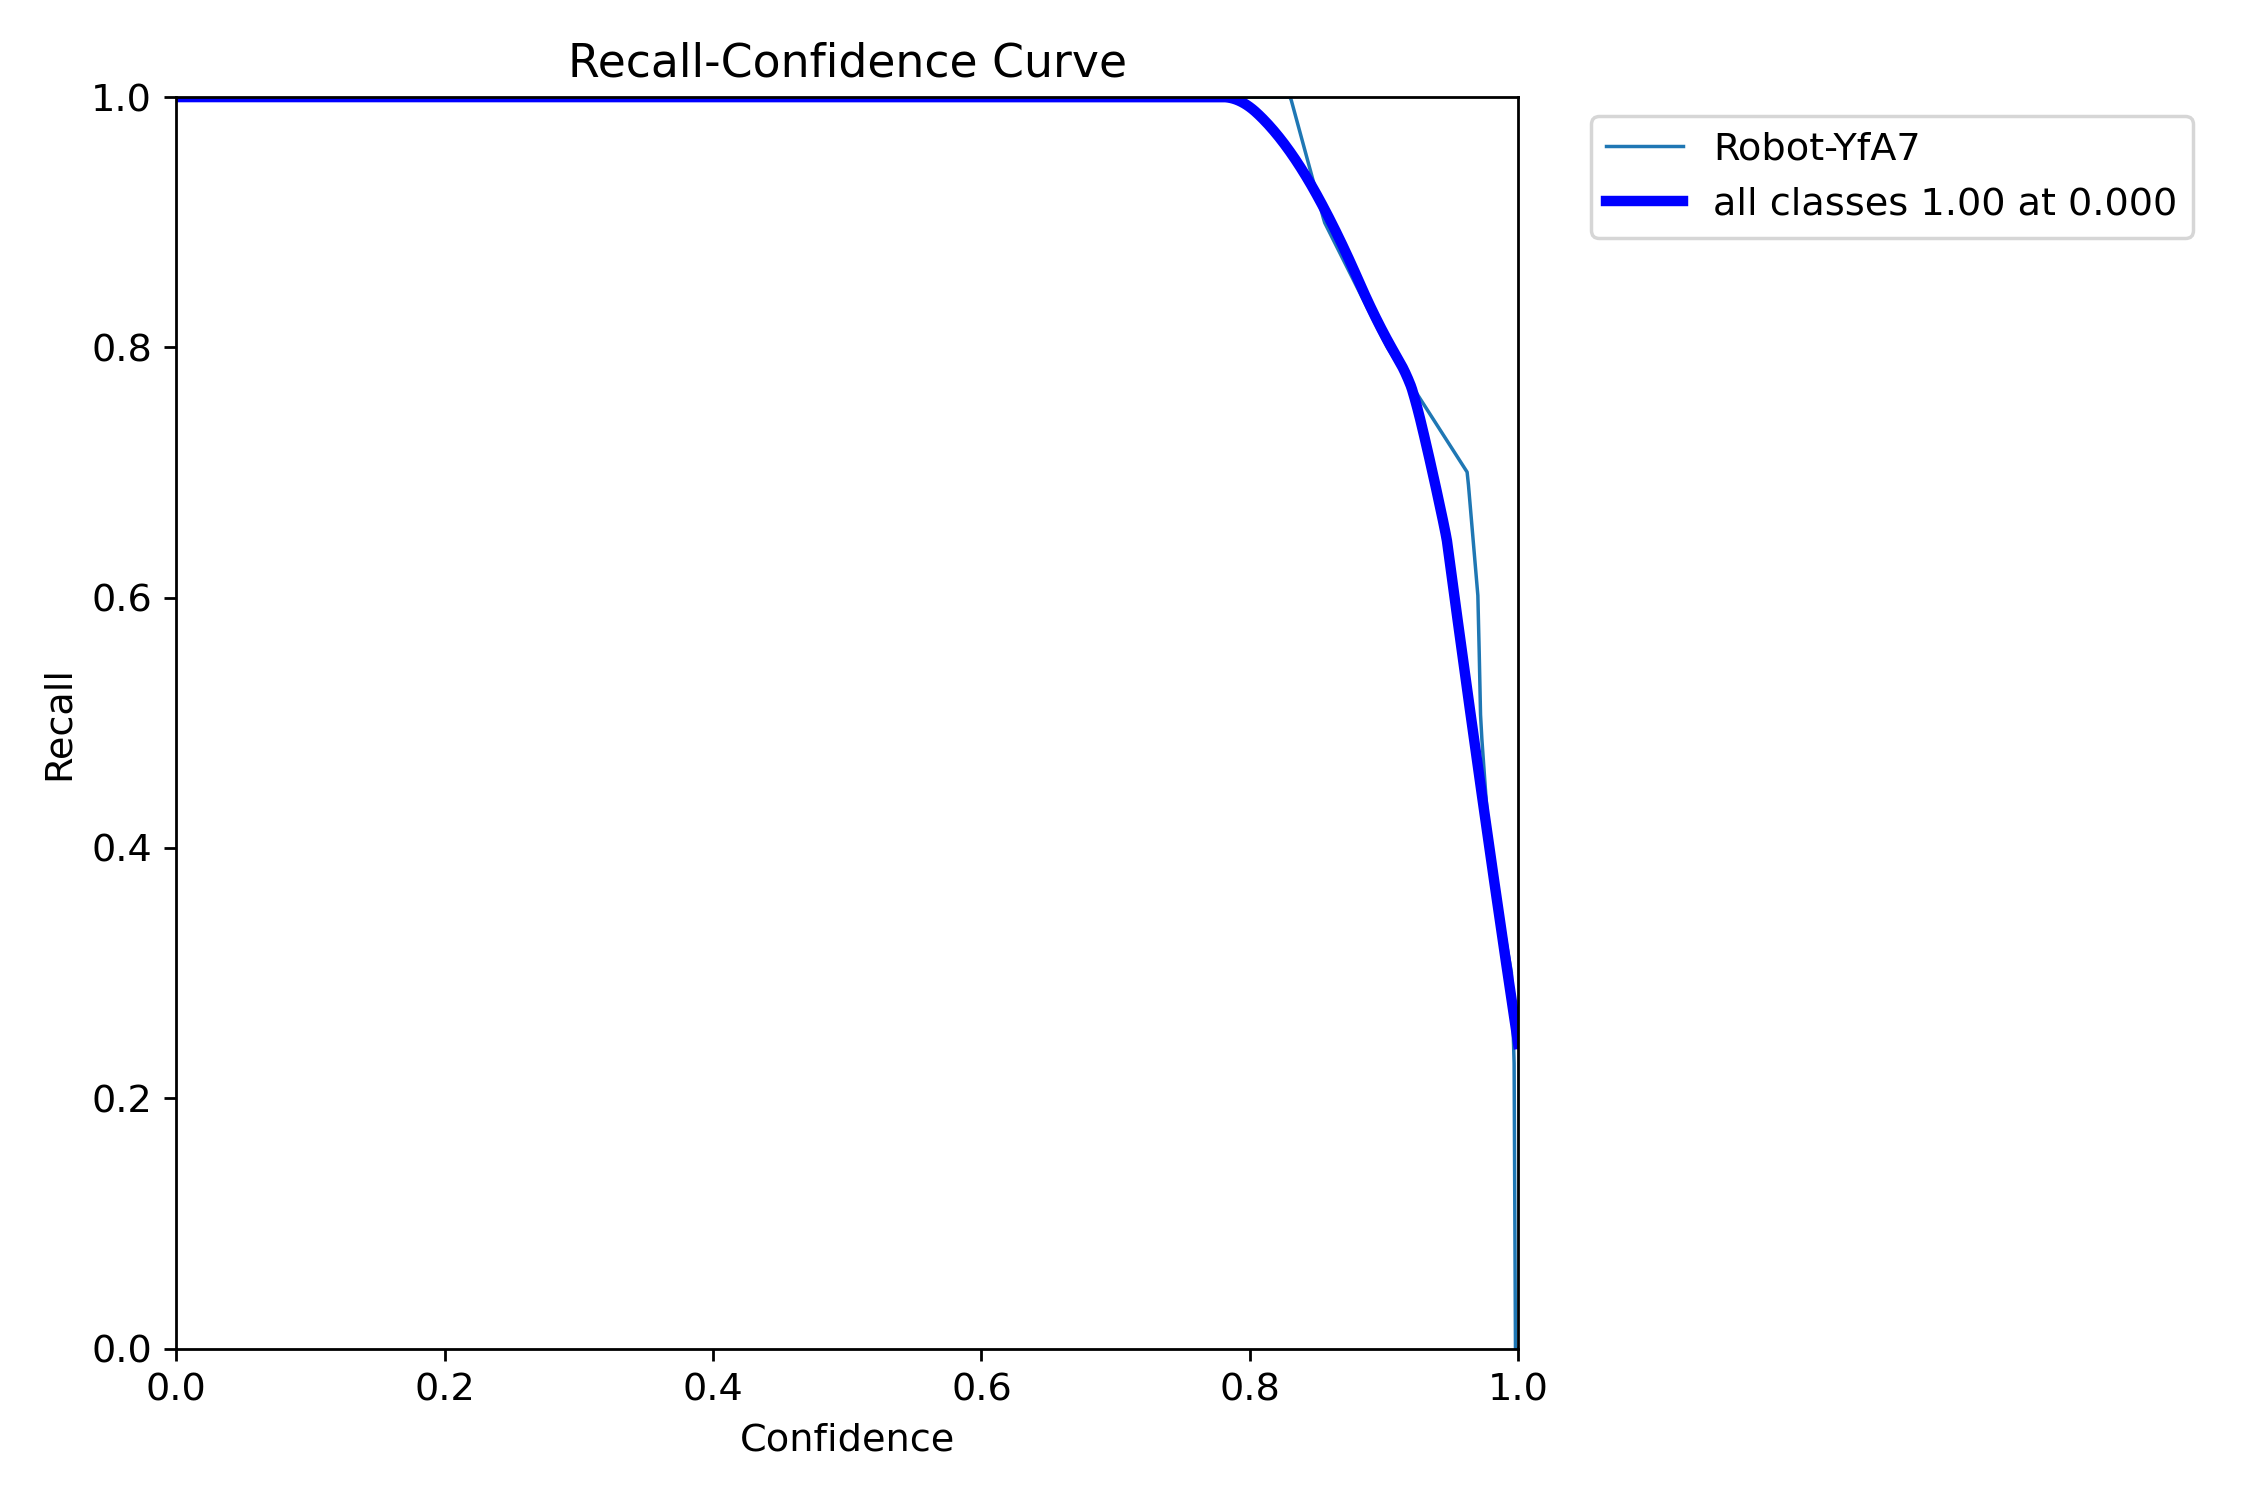 Recall-Confidence Curve
1.0
0.8
0.6
0.4
0.2
0.0
Recall
0.0 0.2 0.4 0.6 0.8 1.0
Confidence
Robot-YfA7
all classes 1.00 at 0.000